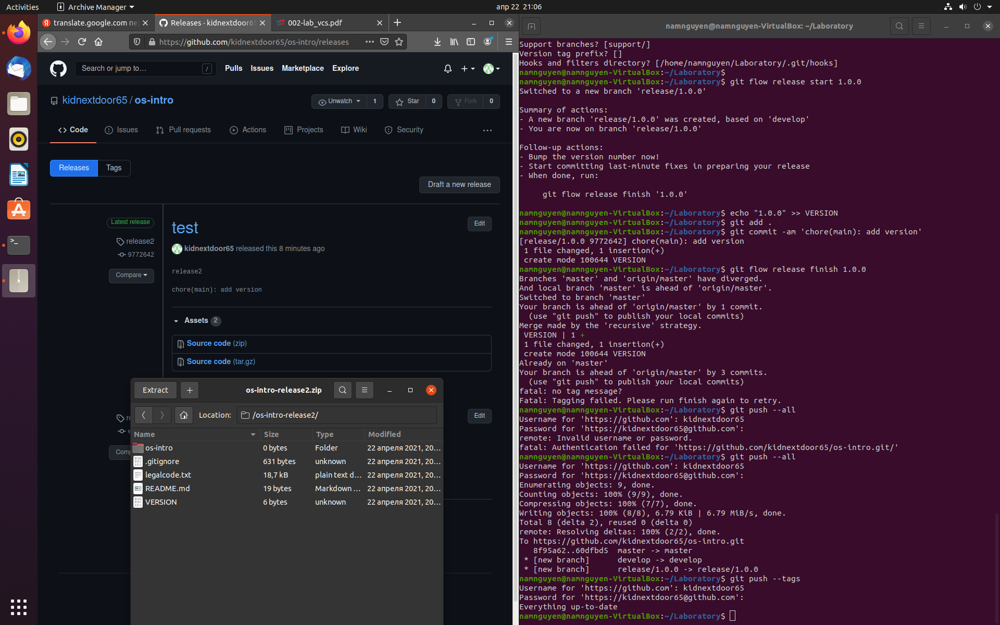 Activities
Archive Manager
апр 22 21:06
translate.google.com пе
Releases · kidnextdoor65
002-lab_vcs.pdf
https://github.com/kidnextdoor65/os-intro/releases
Search or jump to…
/
Pulls
Issues
Marketplace
Explore
kidnextdoor65 / os-intro
Unwatch 1
Star 0
Fork 0
Code
Issues
Pull requests
Actions
Projects
Wiki
Security
Releases
Tags
Draft a new release
Latest release
release2
9772642
Compare
test
Edit
kidnextdoor65 released this 8 minutes ago
release2
chore(main): add version
Assets 2
Source code (zip)
Source code (tar.gz)
Edit
Extract
os-intro-release2.zip
Location:
/os-intro-release2/
Name Size Type Modified
os-intro 0 bytes Folder 22 апреля 2021, 20…
.gitignore 631 bytes unknown 22 апреля 2021, 20…
legalcode.txt 18,7 kB plain text d… 22 апреля 2021, 20…
README.md 19 bytes Markdown … 22 апреля 2021, 20…
VERSION 6 bytes unknown 22 апреля 2021, 20…
namnguyen@namnguyen-VirtualBox: ~/Laboratory
Support branches? [support/]
Version tag prefix? []
Hooks and filters directory? [/home/namnguyen/Laboratory/.git/hooks]
namnguyen@namnguyen-VirtualBox:~/Laboratory$
namnguyen@namnguyen-VirtualBox:~/Laboratory$ git flow release start 1.0.0
Switched to a new branch 'release/1.0.0'
Summary of actions:
- A new branch 'release/1.0.0' was created, based on 'develop'
- You are now on branch 'release/1.0.0'
Follow-up actions:
- Bump the version number now!
- Start committing last-minute fixes in preparing your release
- When done, run:
git flow release finish '1.0.0'
namnguyen@namnguyen-VirtualBox:~/Laboratory$ echo "1.0.0" >> VERSION
namnguyen@namnguyen-VirtualBox:~/Laboratory$ git add .
namnguyen@namnguyen-VirtualBox:~/Laboratory$ git commit -am 'chore(main): add version'
[release/1.0.0 9772642] chore(main): add version
1 file changed, 1 insertion(+)
create mode 100644 VERSION
namnguyen@namnguyen-VirtualBox:~/Laboratory$ git flow release finish 1.0.0
Branches 'master' and 'origin/master' have diverged.
And local branch 'master' is ahead of 'origin/master'.
Switched to branch 'master'
Your branch is ahead of 'origin/master' by 1 commit.
(use "git push" to publish your local commits)
Merge made by the 'recursive' strategy.
VERSION | 1 +
1 file changed, 1 insertion(+)
create mode 100644 VERSION
Already on 'master'
Your branch is ahead of 'origin/master' by 3 commits.
(use "git push" to publish your local commits)
fatal: no tag message?
Fatal: Tagging failed. Please run finish again to retry.
namnguyen@namnguyen-VirtualBox:~/Laboratory$ git push --all
Username for 'https://github.com': kidnextdoor65
Password for 'https://kidnextdoor65@github.com':
remote: Invalid username or password.
fatal: Authentication failed for 'https://github.com/kidnextdoor65/os-intro.git/'
namnguyen@namnguyen-VirtualBox:~/Laboratory$ git push --all
Username for 'https://github.com': kidnextdoor65
Password for 'https://kidnextdoor65@github.com':
Enumerating objects: 9, done.
Counting objects: 100% (9/9), done.
Compressing objects: 100% (7/7), done.
Writing objects: 100% (8/8), 6.79 KiB | 6.79 MiB/s, done.
Total 8 (delta 2), reused 0 (delta 0)
remote: Resolving deltas: 100% (2/2), done.
To https://github.com/kidnextdoor65/os-intro.git
8f95a62..60dfbd5 master -> master
* [new branch] develop -> develop
* [new branch] release/1.0.0 -> release/1.0.0
namnguyen@namnguyen-VirtualBox:~/Laboratory$ git push --tags
Username for 'https://github.com': kidnextdoor65
Password for 'https://kidnextdoor65@github.com':
Everything up-to-date
namnguyen@namnguyen-VirtualBox:~/Laboratory$